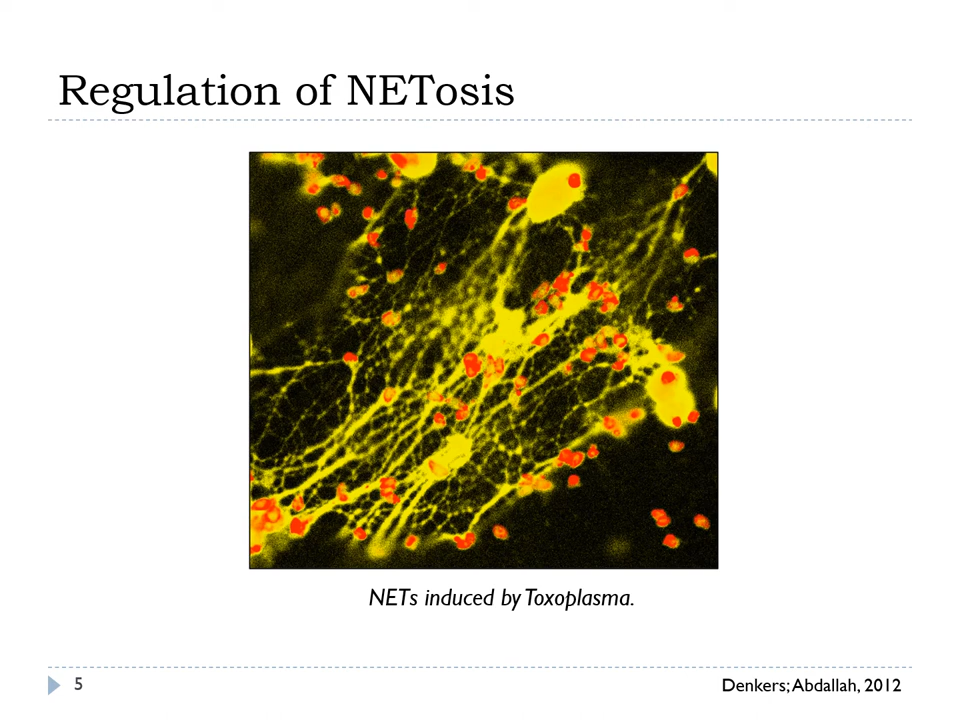 Regulation of NETosis
NETs induced by Toxoplasma.
5
Denkers; Abdallah, 2012